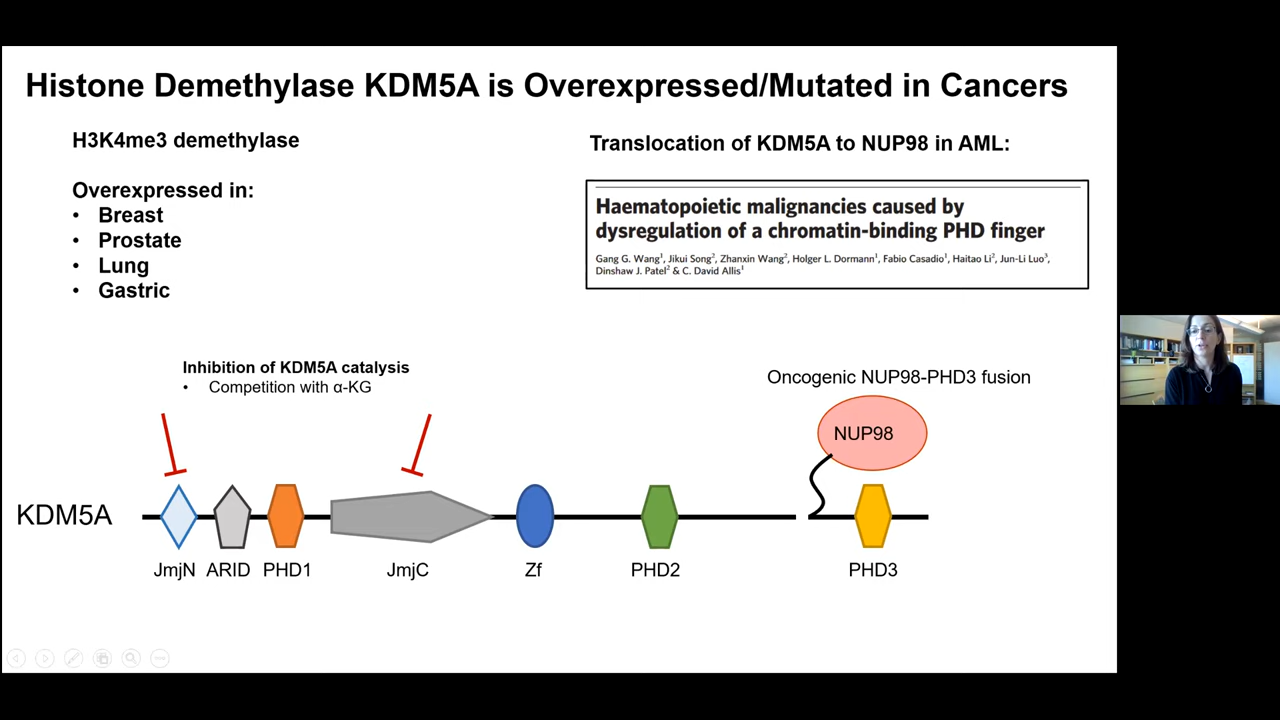 Histone Demethylase KDM5A is Overexpressed/Mutated in Cancers
H3K4me3 demethylase
Overexpressed in:
• Breast
• Prostate
• Lung
• Gastric
Translocation of KDM5A to NUP98 in AML:
Haematopoietic malignancies caused by
dysregulation of a chromatin-binding PHD finger
Gang G. Wang¹, Jikui Song², Zhanxin Wang², Holger L. Dormann¹, Fabio Casadio¹, Haitao Li², Jun-Li Luo³,
Dinshaw J. Patel² & C. David Allis¹
Inhibition of KDM5A catalysis
• Competition with α-KG
Oncogenic NUP98-PHD3 fusion
NUP98
KDM5A
JmjN ARID PHD1 JmjC Zf PHD2 PHD3